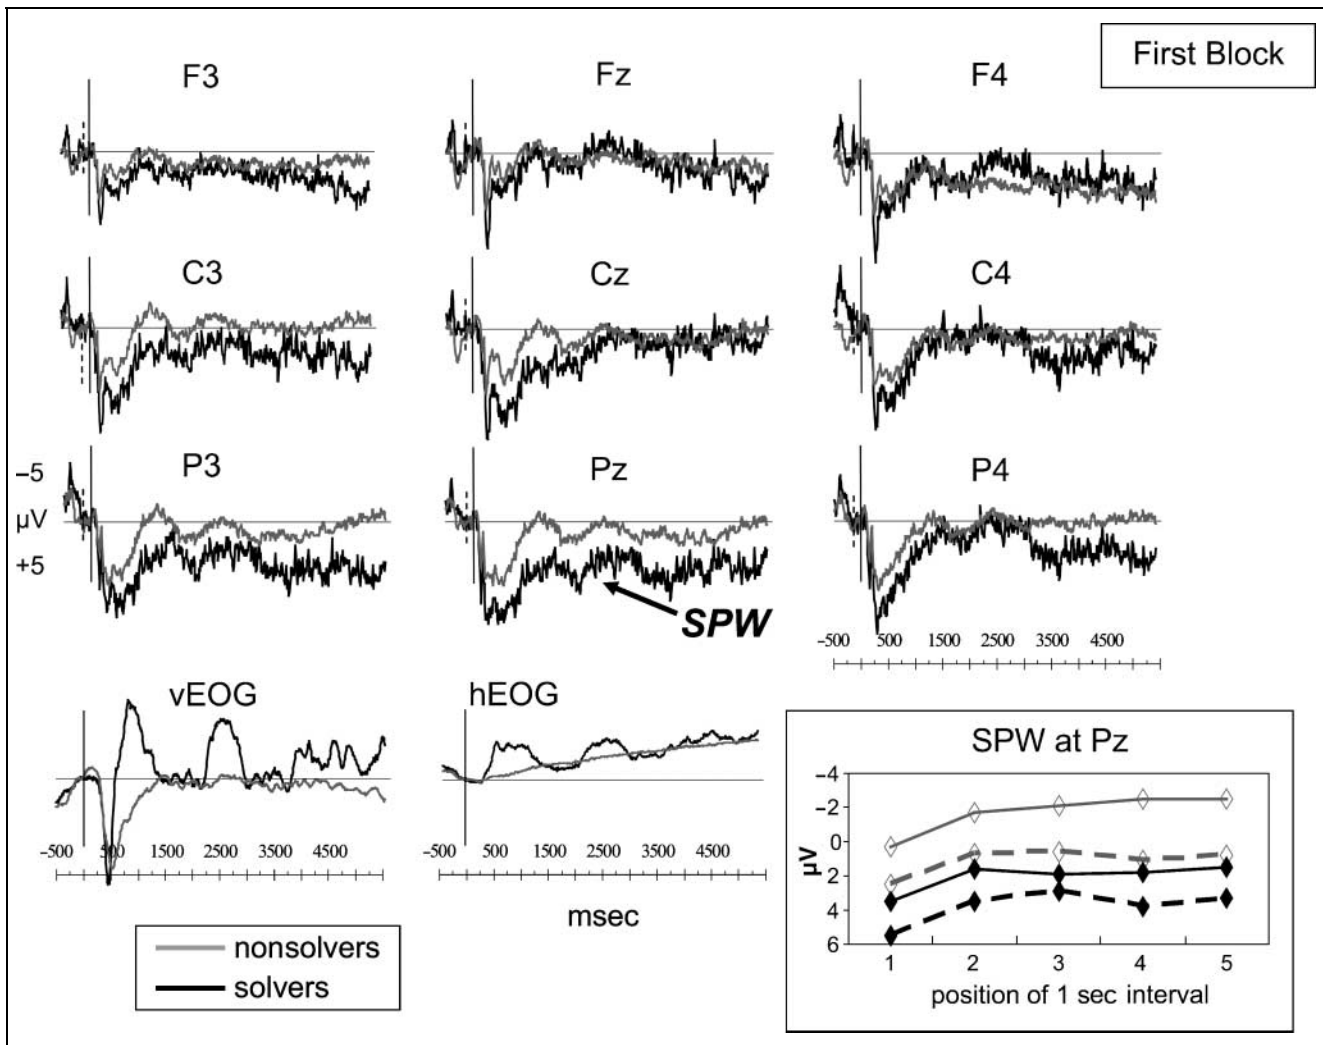 First Block
F3 Fz F4
C3 Cz C4
P3 Pz P4
−5
µV
+5
SPW
−500 500 1500 2500 3500 4500
vEOG hEOG
−500 500 1500 2500 3500 4500
−500 500 1500 2500 3500 4500
msec
nonsolvers
solvers
SPW at Pz
−4
−2
0
2
4
6
µV
1 2 3 4 5
position of 1 sec interval